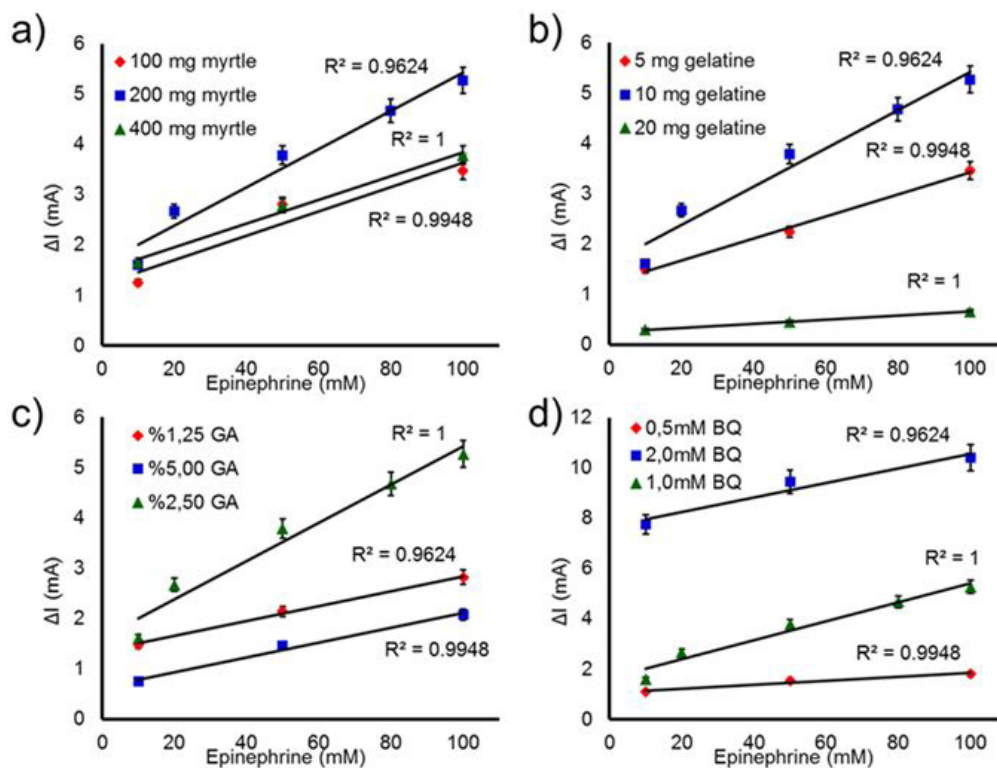 a)
100 mg myrtle
200 mg myrtle
400 mg myrtle
R² = 0.9624
R² = 1
R² = 0.9948
ΔI (mA)
6
5
4
3
2
1
0
0 20 40 60 80 100
Epinephrine (mM)
b)
5 mg gelatine
10 mg gelatine
20 mg gelatine
R² = 0.9624
R² = 0.9948
R² = 1
ΔI (mA)
6
5
4
3
2
1
0
0 20 40 60 80 100
Epinephrine (mM)
c)
%1,25 GA
%5,00 GA
%2,50 GA
R² = 1
R² = 0.9624
R² = 0.9948
ΔI (mA)
6
5
4
3
2
1
0
0 20 40 60 80 100
Epinephrine (mM)
d)
0,5mM BQ
2,0mM BQ
1,0mM BQ
R² = 0.9624
R² = 1
R² = 0.9948
ΔI (mA)
12
10
8
6
4
2
0
0 20 40 60 80 100
Epinephrine (mM)